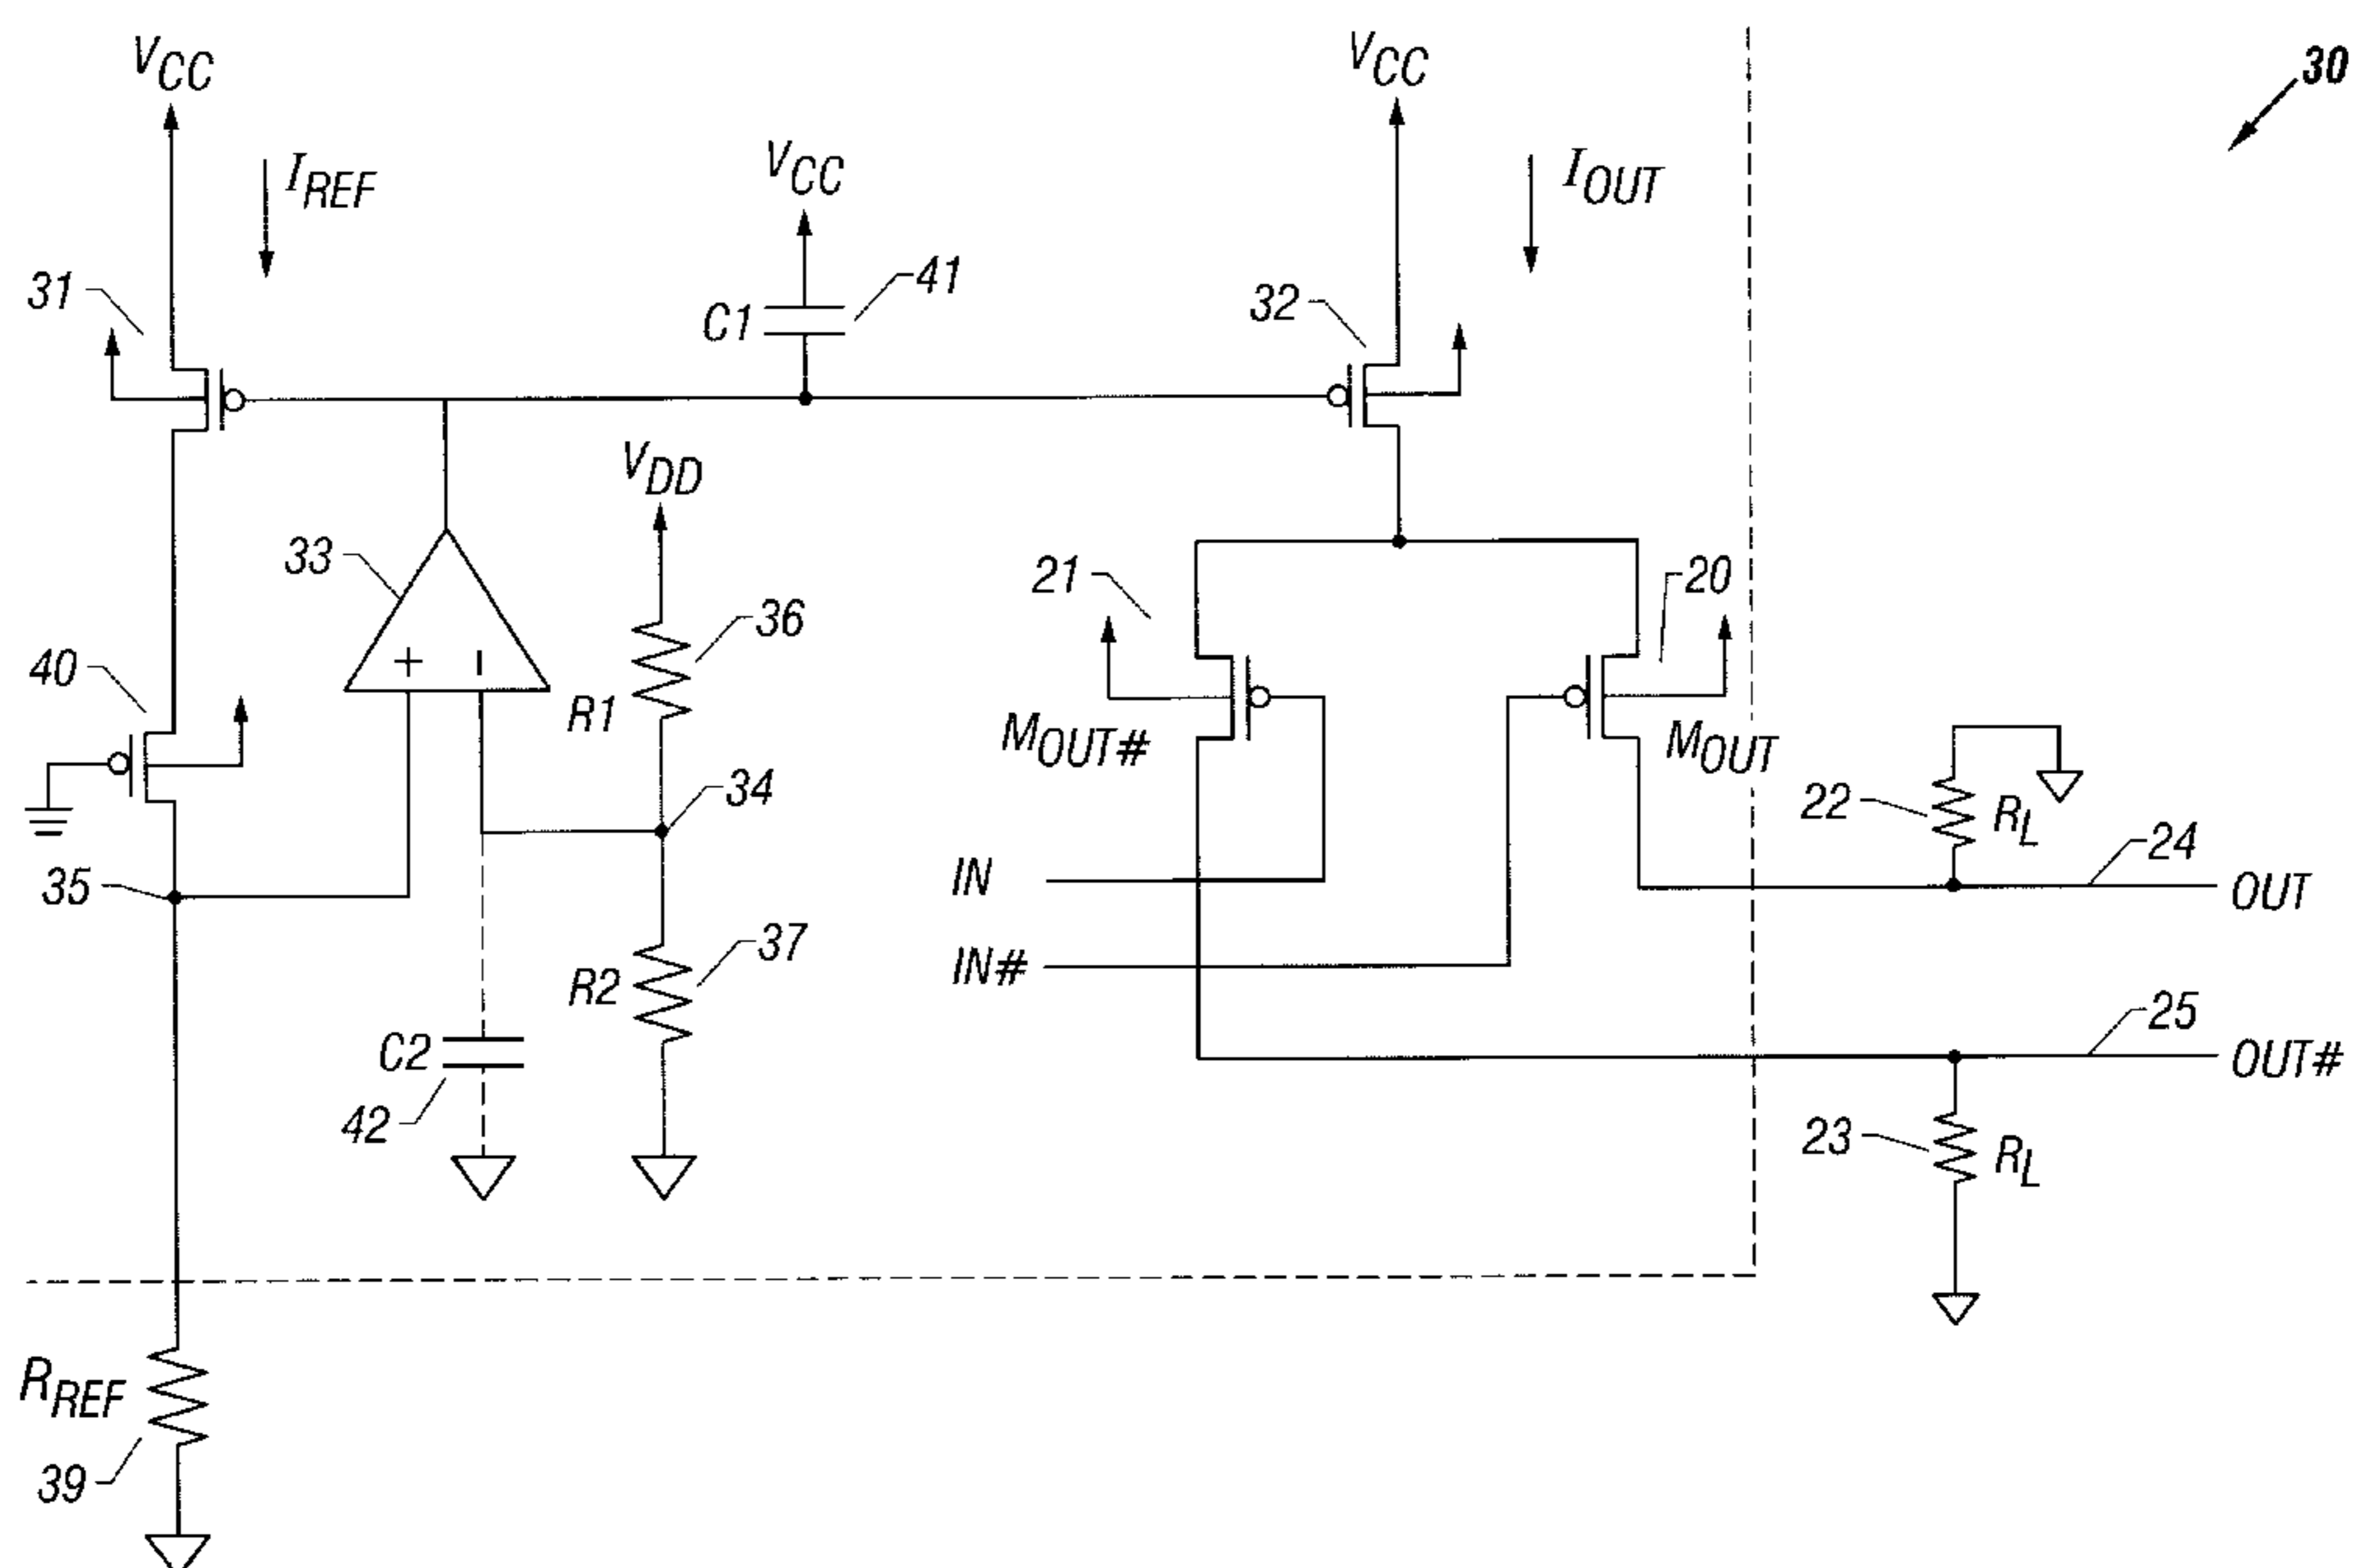 30
VCC
VCC
IREF
VCC
IOUT
31
C1
41
32
VDD
33
36
21
20
40
R1
MOUT#
MOUT
34
22
RL
24
35
IN
OUT
37
IN#
R2
25
C2
OUT#
42
23
RL
RREF
39
+
-